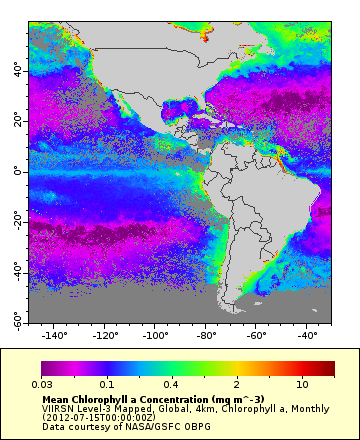 40°
20°
0°
-20°
-40°
-60°
-140° -120° -100° -80° -60° -40°
0.03 0.1 0.4 2 10
Mean Chlorophyll a Concentration (mg m^-3)
VIIRSN Level-3 Mapped, Global, 4km, Chlorophyll a, Monthly
(2012-07-15T00:00:00Z)
Data courtesy of NASA/GSFC OBPG